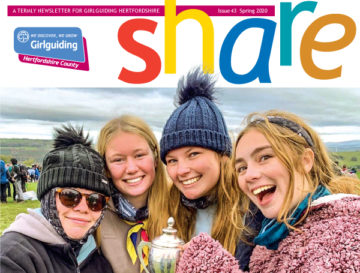 A TERMLY NEWSLETTER FOR GIRLGUIDING HERTFORDSHIRE
Issue 43 Spring 2020
share
WE DISCOVER, WE GROW
Girlguiding
Hertfordshire County